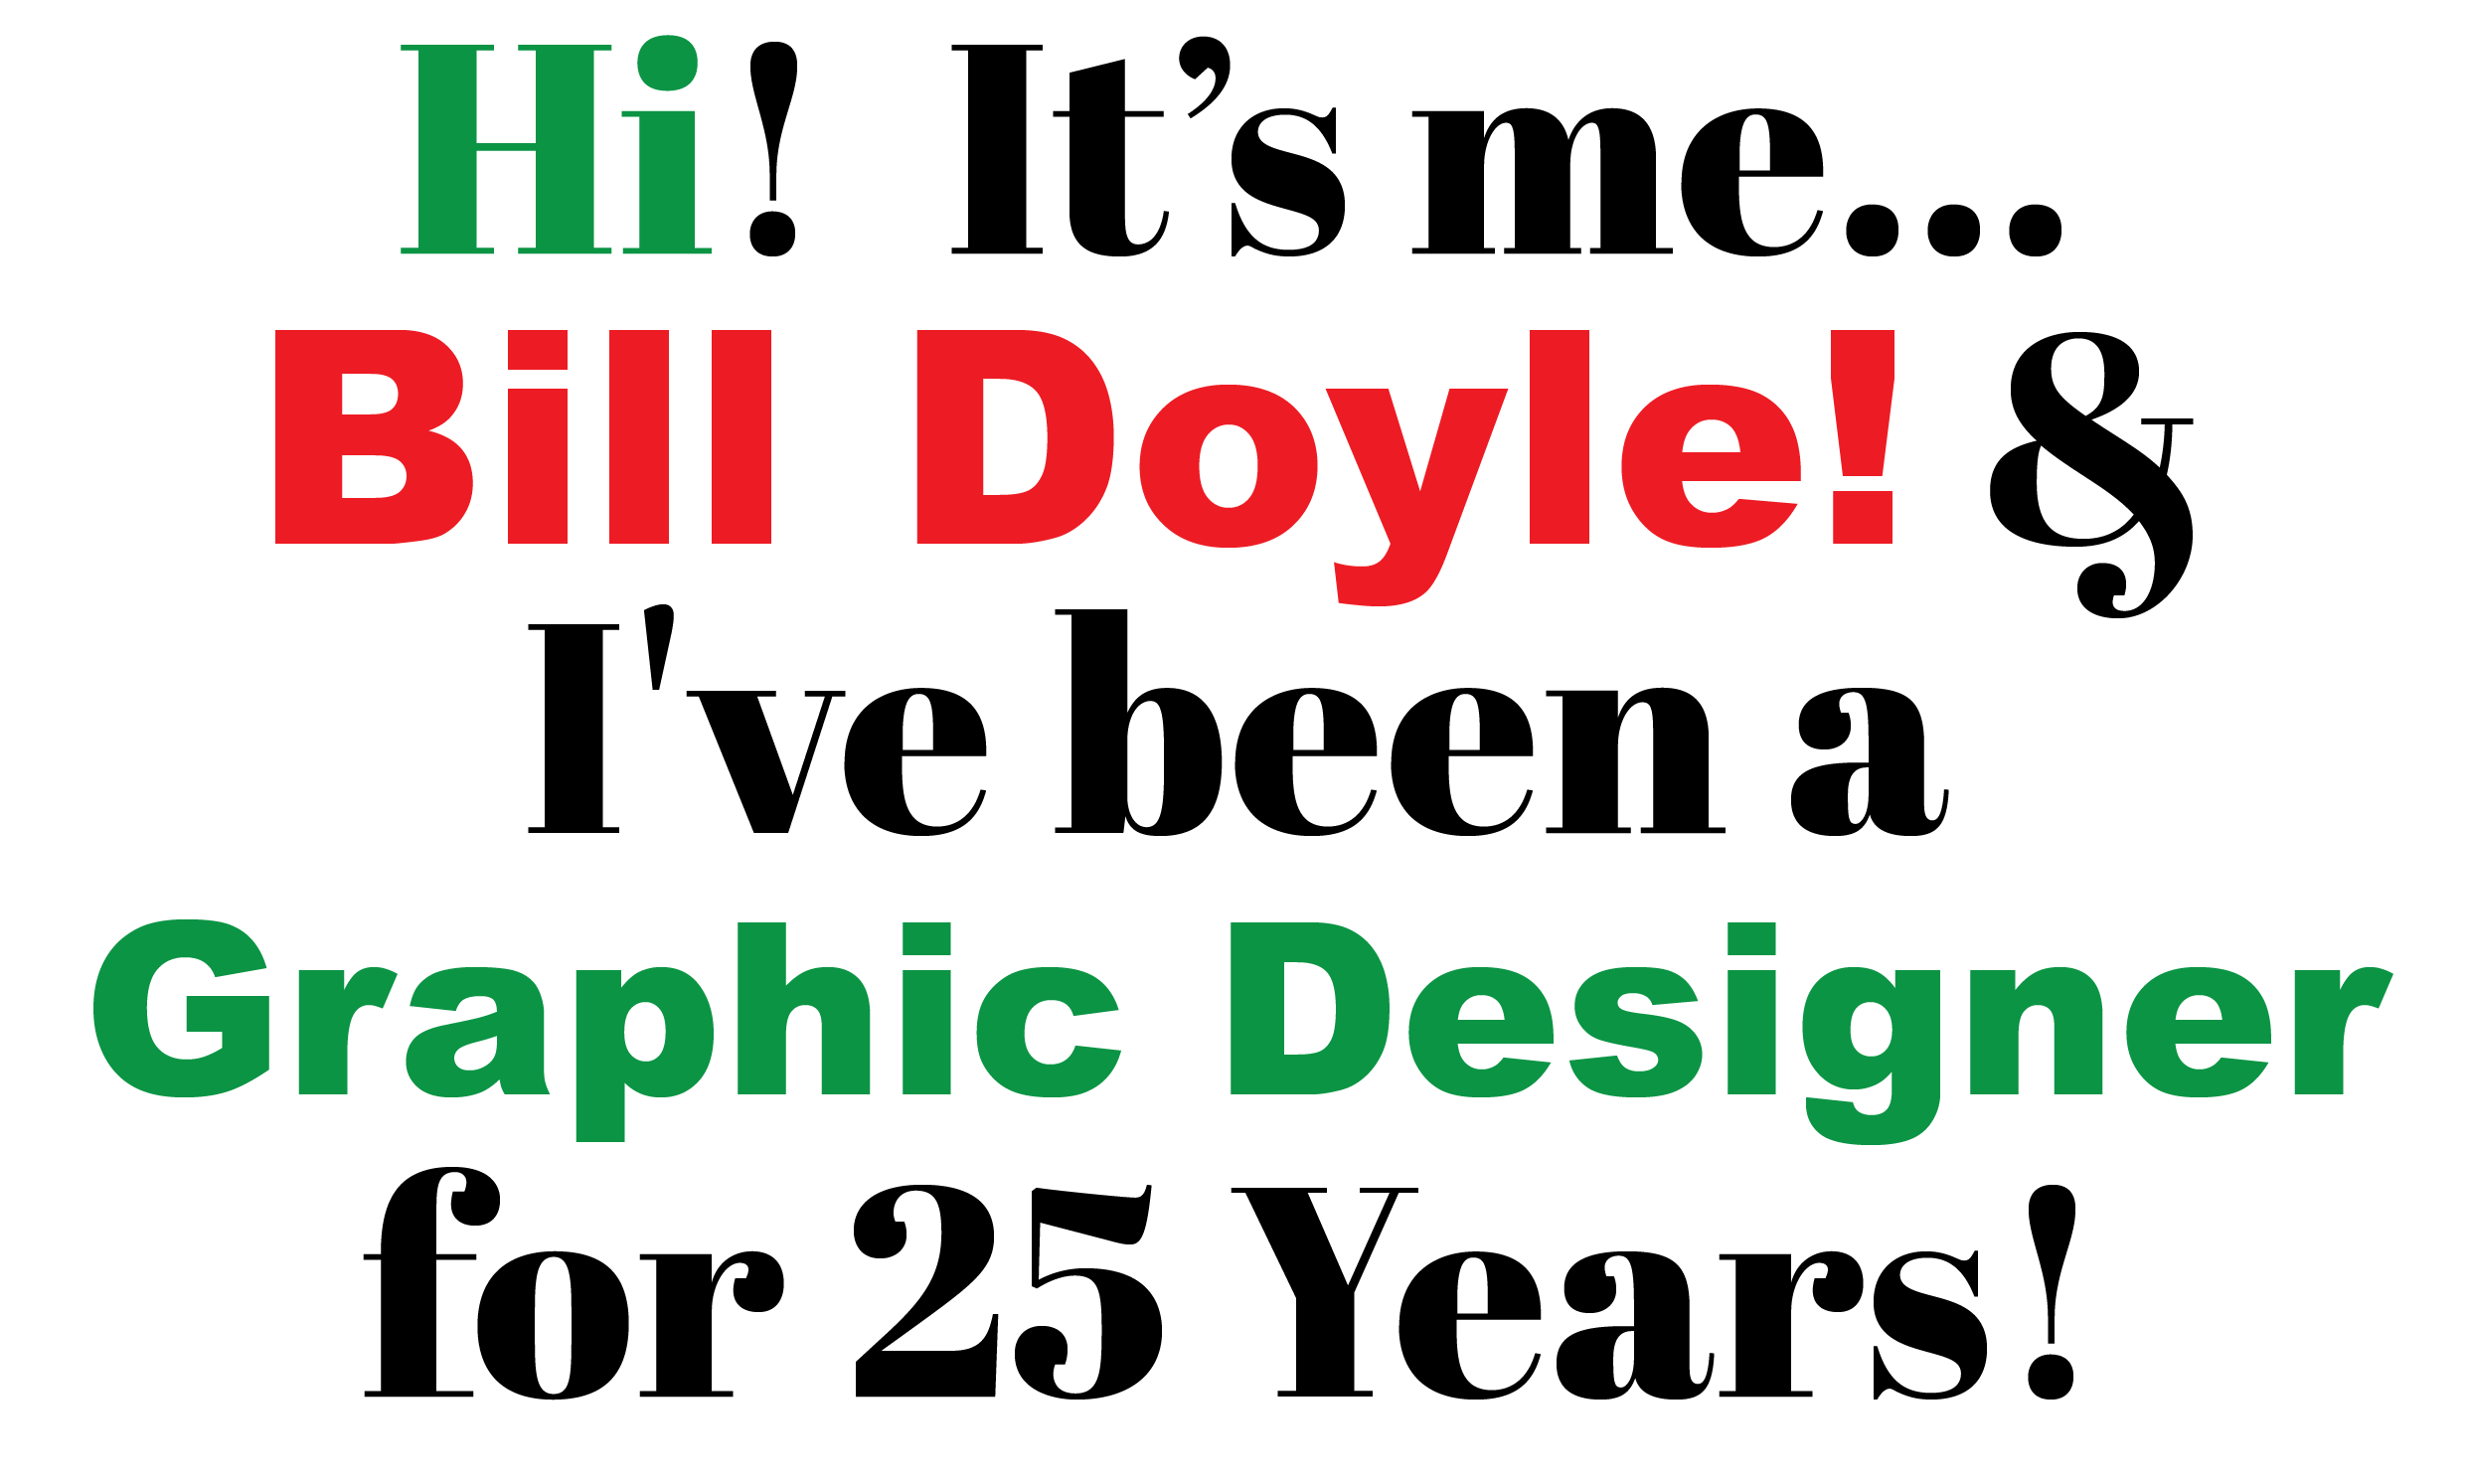 Hi! It’s me...
Bill Doyle! &
I've been a
Graphic Designer
for 25 Years!